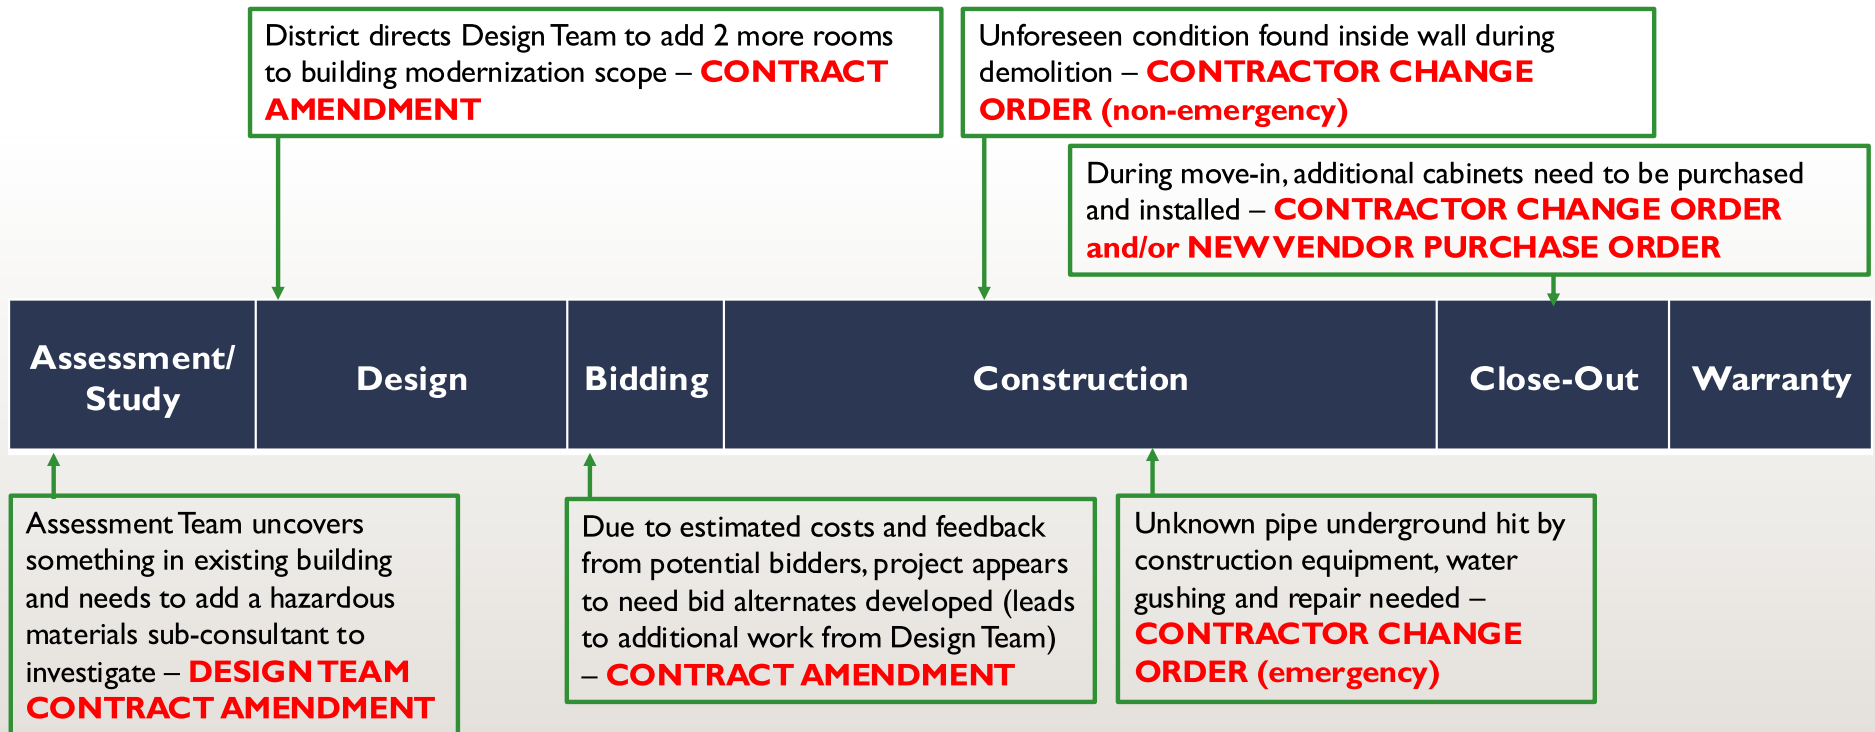 District directs Design Team to add 2 more rooms
to building modernization scope – CONTRACT
AMENDMENT
Unforeseen condition found inside wall during
demolition – CONTRACTOR CHANGE
ORDER (non-emergency)
During move-in, additional cabinets need to be purchased
and installed – CONTRACTOR CHANGE ORDER
and/or NEW VENDOR PURCHASE ORDER
Assessment/
Study
Design
Bidding
Construction
Close-Out
Warranty
Assessment Team uncovers
something in existing building
and needs to add a hazardous
materials sub-consultant to
investigate – DESIGN TEAM
CONTRACT AMENDMENT
Due to estimated costs and feedback
from potential bidders, project appears
to need bid alternates developed (leads
to additional work from Design Team)
– CONTRACT AMENDMENT
Unknown pipe underground hit by
construction equipment, water
gushing and repair needed –
CONTRACTOR CHANGE
ORDER (emergency)